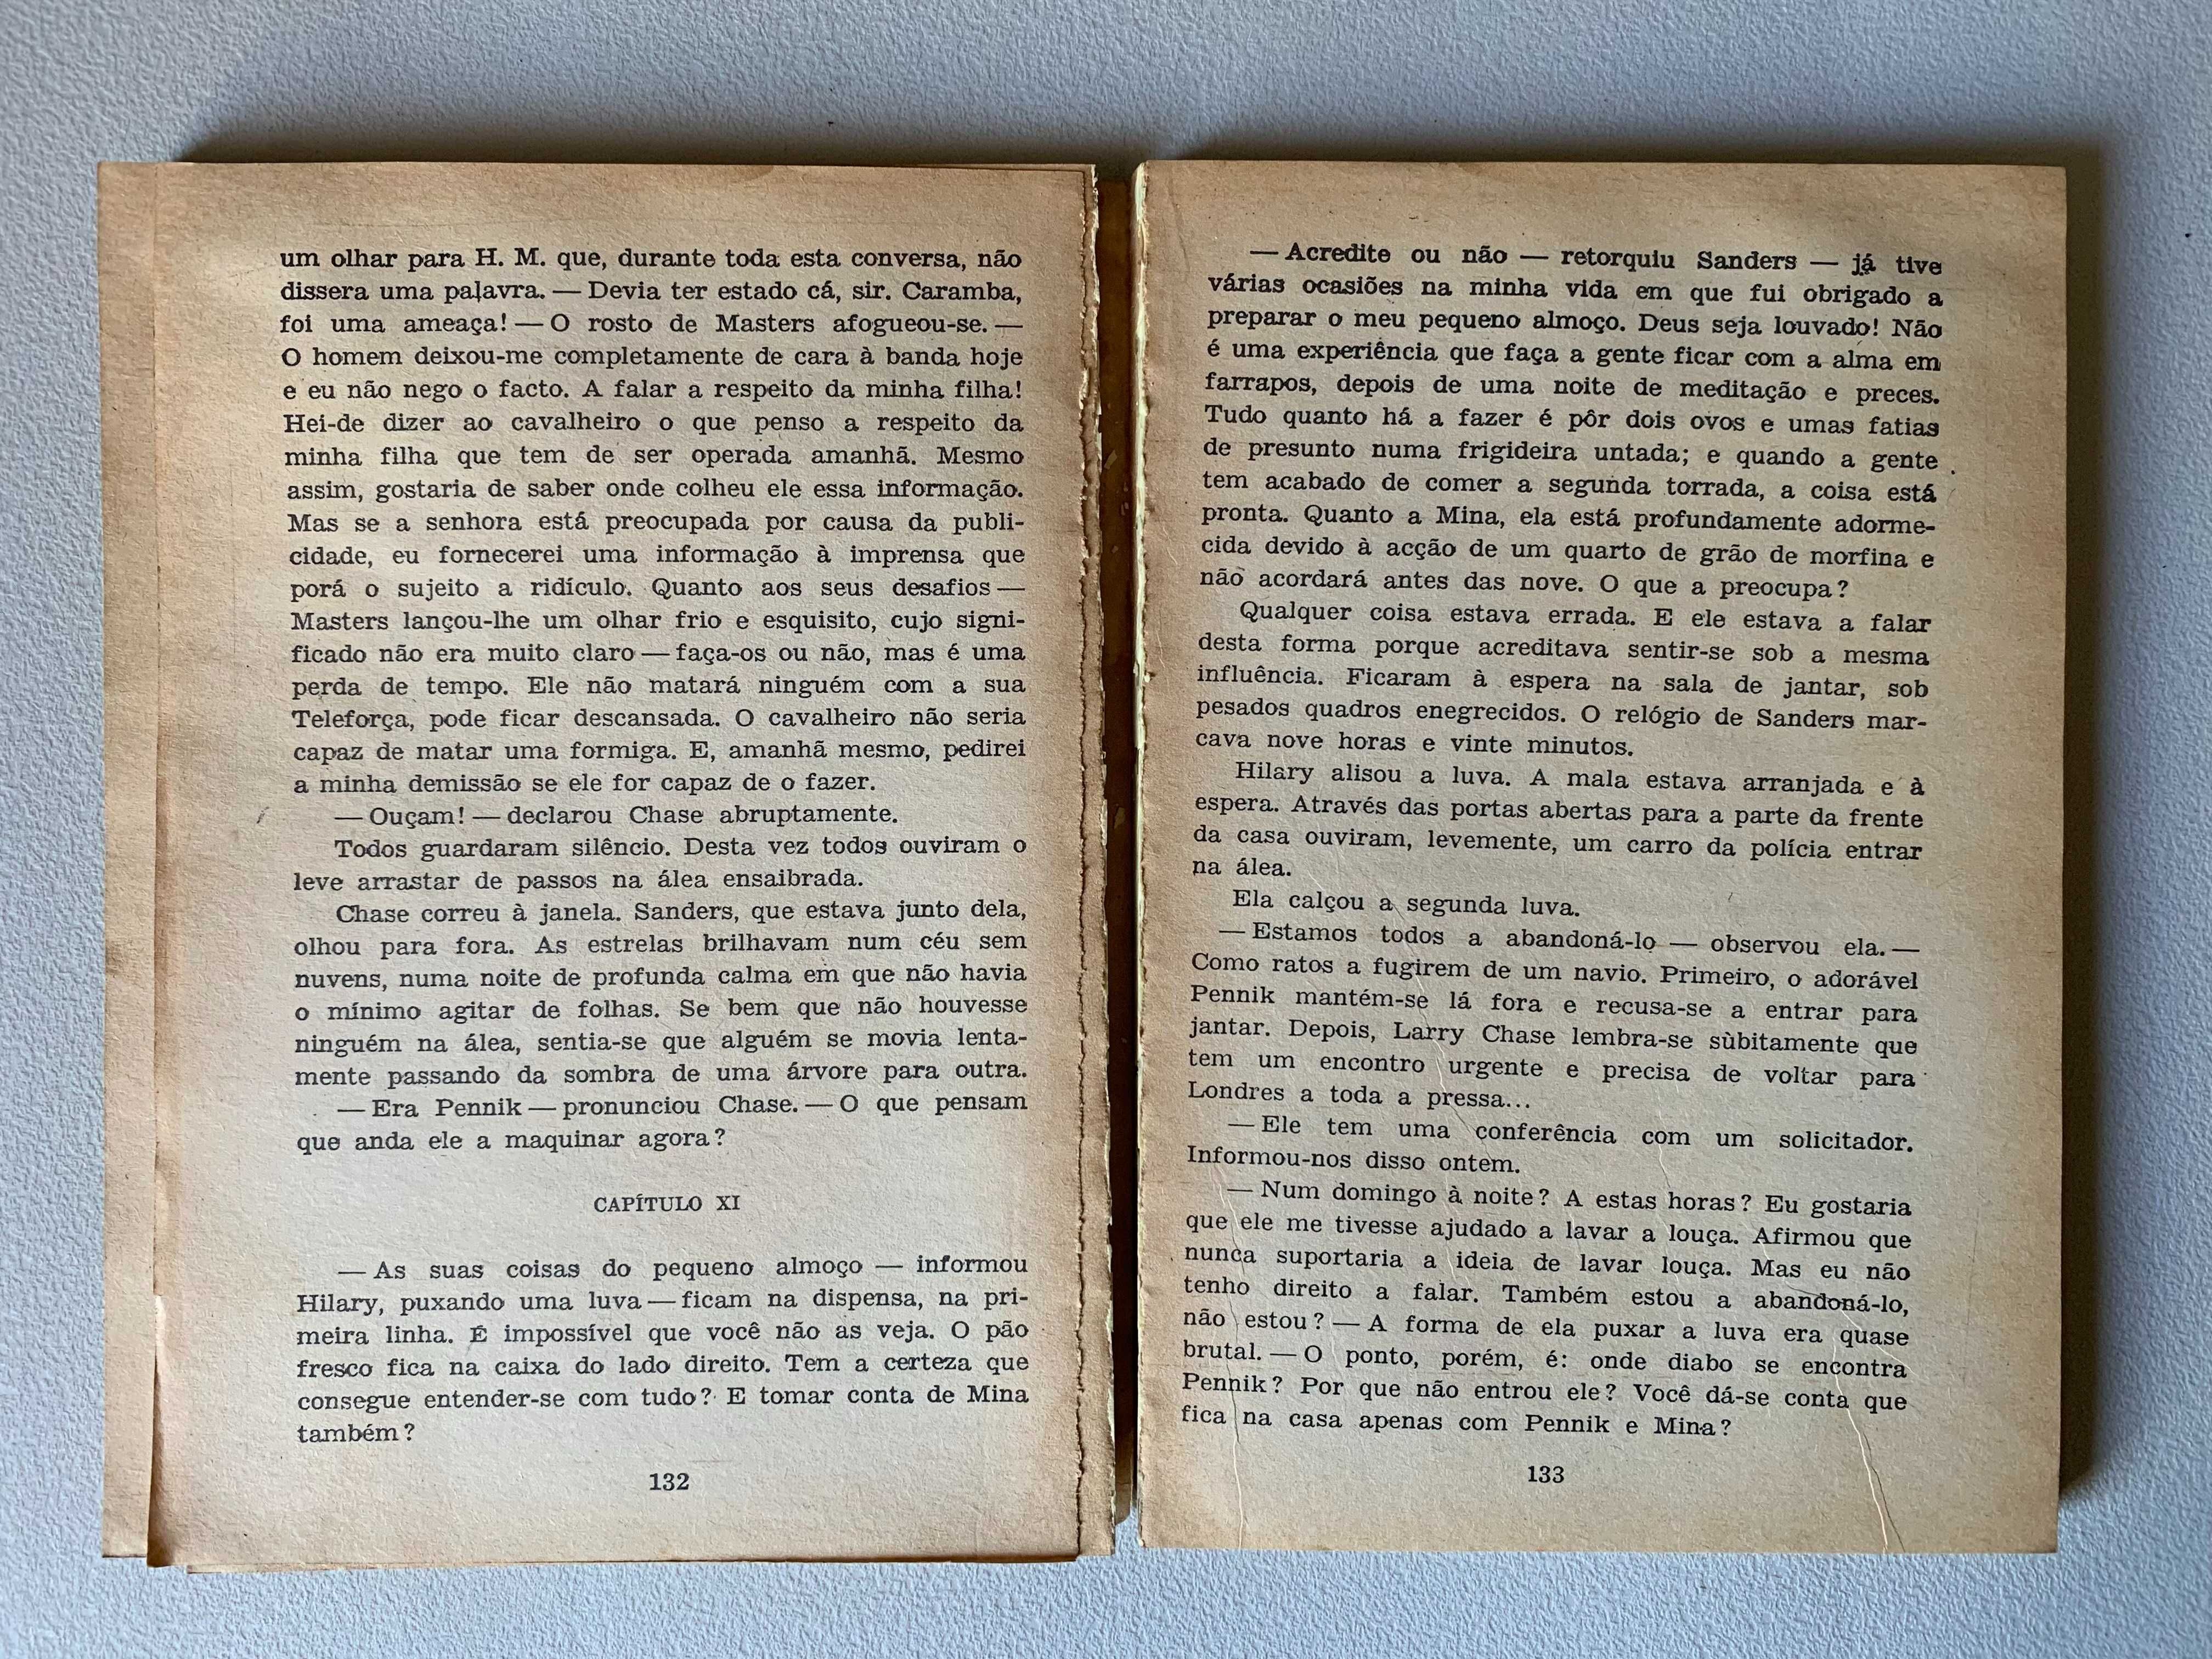 um olhar para H. M. que, durante toda esta conversa, não
dissera uma palavra. — Devia ter estado cá, sir. Caramba,
foi uma ameaça! — O rosto de Masters afogueou-se. —
O homem deixou-me completamente de cara à banda hoje
e eu não nego o facto. A falar a respeito da minha filha!
Hei-de dizer ao cavalheiro o que penso a respeito da
minha filha que tem de ser operada amanhã. Mesmo
assim, gostaria de saber onde colheu ele essa informação.
Mas se a senhora está preocupada por causa da publi-
cidade, eu fornecerei uma informação à imprensa que
porá o sujeito a ridículo. Quanto aos seus desafios —
Masters lançou-lhe um olhar frio e esquisito, cujo signi-
ficado não era muito claro — faça-os ou não, mas é uma
perda de tempo. Ele não matará ninguém com a sua
Teleforça, pode ficar descansada. O cavalheiro não seria
capaz de matar uma formiga. E, amanhã mesmo, pedirei
a minha demissão se ele for capaz de o fazer.
— Ouçam! — declarou Chase abruptamente.
Todos guardaram silêncio. Desta vez todos ouviram o
leve arrastar de passos na álea ensaibrada.
Chase correu à janela. Sanders, que estava junto dela,
olhou para fora. As estrelas brilhavam num céu sem
nuvens, numa noite de profunda calma em que não havia
o mínimo agitar de folhas. Se bem que não houvesse
ninguém na álea, sentia-se que alguém se movia lenta-
mente passando da sombra de uma árvore para outra.
— Era Pennik — pronunciou Chase. — O que pensam
que anda ele a maquinar agora?
CAPÍTULO XI
— As suas coisas do pequeno almoço — informou
Hilary, puxando uma luva — ficam na dispensa, na pri-
meira linha. É impossível que você não as veja. O pão
fresco fica na caixa do lado direito. Tem a certeza que
consegue entender-se com tudo? E tomar conta de Mina
também?
132
— Acredite ou não — retorquiu Sanders — já tive
várias ocasiões na minha vida em que fui obrigado a
preparar o meu pequeno almoço. Deus seja louvado! Não
é uma experiência que faça a gente ficar com a alma em
farrapos, depois de uma noite de meditação e preces.
Tudo quanto há a fazer é pôr dois ovos e umas fatias
de presunto numa frigideira untada; e quando a gente
tem acabado de comer a segunda torrada, a coisa está
pronta. Quanto a Mina, ela está profundamente adorme-
cida devido à acção de um quarto de grão de morfina e
não acordará antes das nove. O que a preocupa?
Qualquer coisa estava errada. E ele estava a falar
desta forma porque acreditava sentir-se sob a mesma
influência. Ficaram à espera na sala de jantar, sob
pesados quadros enegrecidos. O relógio de Sanders mar-
cava nove horas e vinte minutos.
Hilary alisou a luva. A mala estava arranjada e à
espera. Através das portas abertas para a parte da frente
da casa ouviram, levemente, um carro da polícia entrar
na álea.
Ela calçou a segunda luva.
— Estamos todos a abandoná-lo — observou ela. —
Como ratos a fugirem de um navio. Primeiro, o adorável
Pennik mantém-se lá fora e recusa-se a entrar para
jantar. Depois, Larry Chase lembra-se sùbitamente que
tem um encontro urgente e precisa de voltar para
Londres a toda a pressa...
— Ele tem uma conferência com um solicitador.
Informou-nos disso ontem.
— Num domingo à noite? A estas horas? Eu gostaria
que ele me tivesse ajudado a lavar a louça. Afirmou que
nunca suportaria a ideia de lavar louça. Mas eu não
tenho direito a falar. Também estou a abandoná-lo,
não estou? — A forma de ela puxar a luva era quase
brutal. — O ponto, porém, é: onde diabo se encontra
Pennik? Por que não entrou ele? Você dá-se conta que
fica na casa apenas com Pennik e Mina?
133